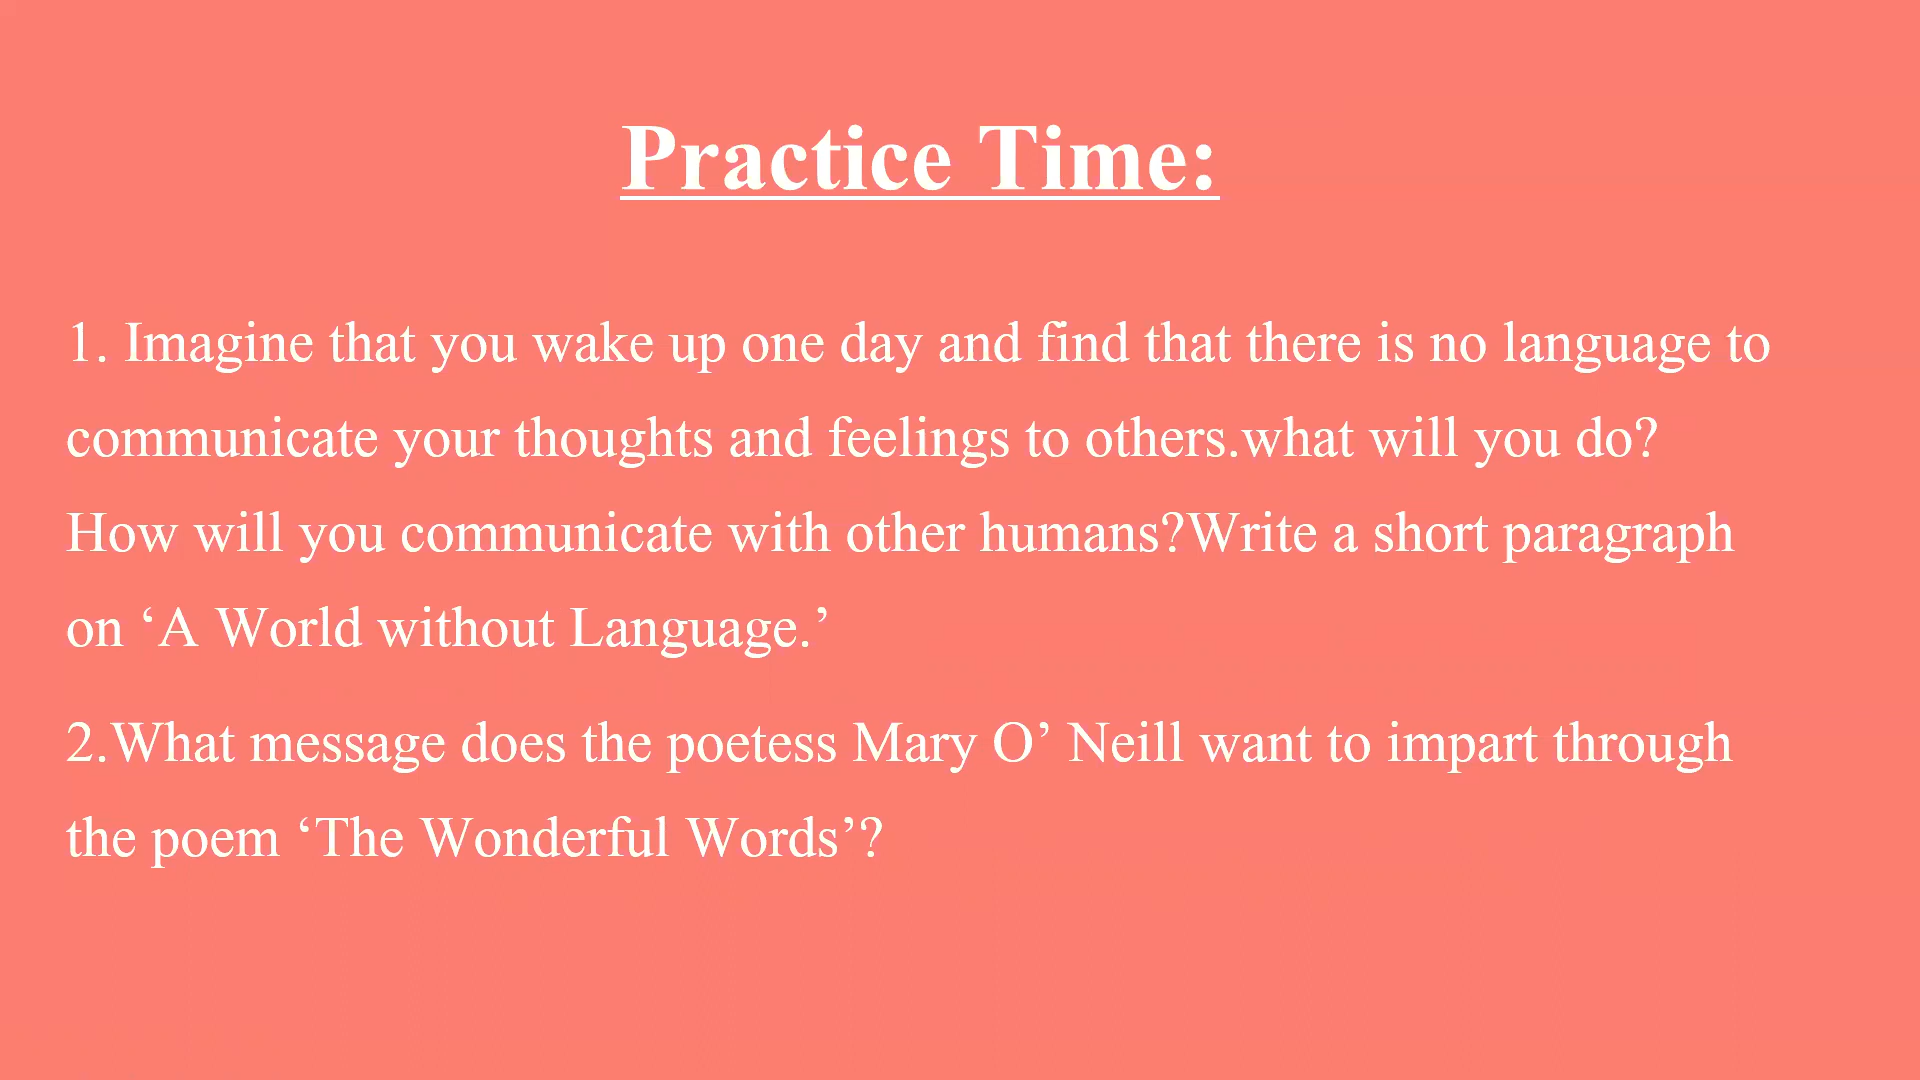 Practice Time:
1. Imagine that you wake up one day and find that there is no language to
communicate your thoughts and feelings to others.what will you do?
How will you communicate with other humans?Write a short paragraph
on ‘A World without Language.’
2.What message does the poetess Mary O’ Neill want to impart through
the poem ‘The Wonderful Words’?